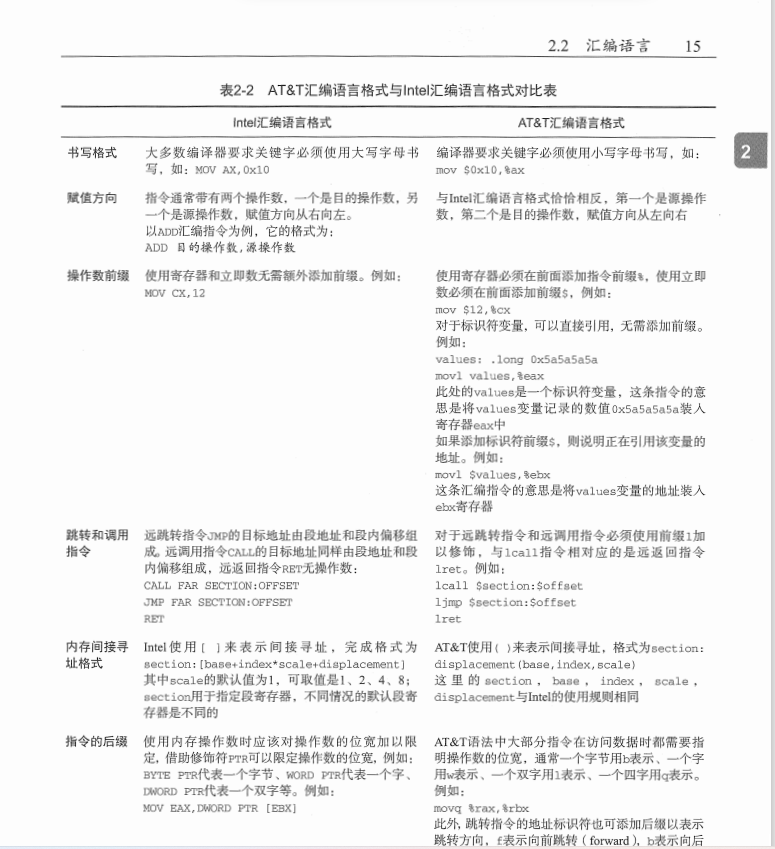 2.2 汇编语言 15
表2-2 AT&T汇编语言格式与Intel汇编语言格式对比表
Intel汇编语言格式 AT&T汇编语言格式
2
书写格式
大多数编译器要求关键字必须使用大写字母书
写，如：MOV AX,0x10
编译器要求关键字必须使用小写字母书写，如：
mov $0x10,%ax
赋值方向
指令通常带有两个操作数，一个是目的操作数，另
一个是源操作数，赋值方向从右向左。
以ADD汇编指令为例，它的格式为：
ADD 目的操作数,源操作数
与Intel汇编语言格式恰恰相反，第一个是源操作
数，第二个是目的操作数，赋值方向从左向右
操作数前缀
使用寄存器和立即数无需额外添加前缀。例如：
MOV CX,12
使用寄存器必须在前面添加指令前缀%，使用立即
数必须在前面添加前缀$，例如：
mov $12,%cx
对于标识符变量，可以直接引用，无需添加前缀。
例如：
values: .long 0x5a5a5a5a
movl values,%eax
此处的values是一个标识符变量，这条指令的意
思是将values变量记录的数值0x5a5a5a5a装入
寄存器eax中
如果添加标识符前缀$，则说明正在引用该变量的
地址。例如：
movl $values,%ebx
这条汇编指令的意思是将values变量的地址装入
ebx寄存器
跳转和调用
指令
远跳转指令JMP的目标地址由段地址和段内偏移组
成。远调用指令CALL的目标地址同样由段地址和段
内偏移组成，远返回指令RET无操作数：
CALL FAR SECTION:OFFSET
JMP FAR SECTION:OFFSET
RET
对于远跳转指令和远调用指令必须使用前缀l加
以修饰，与lcall指令相对应的是远返回指令
lret。例如：
lcall $section:$offset
ljmp $section:$offset
lret
内存间接寻
址格式
Intel使用[ ]来表示间接寻址，完成格式为
section:[base+index*scale+displacement]
其中scale的默认值为1，可取值是1、2、4、8；
section用于指定段寄存器，不同情况的默认段寄
存器是不同的
AT&T使用( )来表示间接寻址，格式为section:
displacement(base,index,scale)
这里的section，base，index，scale，
displacement与Intel的使用规则相同
指令的后缀
使用内存操作数时应该对操作数的位宽加以限
定，借助修饰符PTR可以限定操作数的位宽，例如：
BYTE PTR代表一个字节、WORD PTR代表一个字、
DWORD PTR代表一个双字等。例如：
MOV EAX,DWORD PTR [EBX]
AT&T语法中大部分指令在访问数据时都需要指
明操作数的位宽，通常一个字节用b表示、一个字
用w表示、一个双字用l表示、一个四字用q表示。
例如：
movq %rax,%rbx
此外，跳转指令的地址标识符也可添加后缀以表示
跳转方向，f表示向前跳转（forward），b表示向后